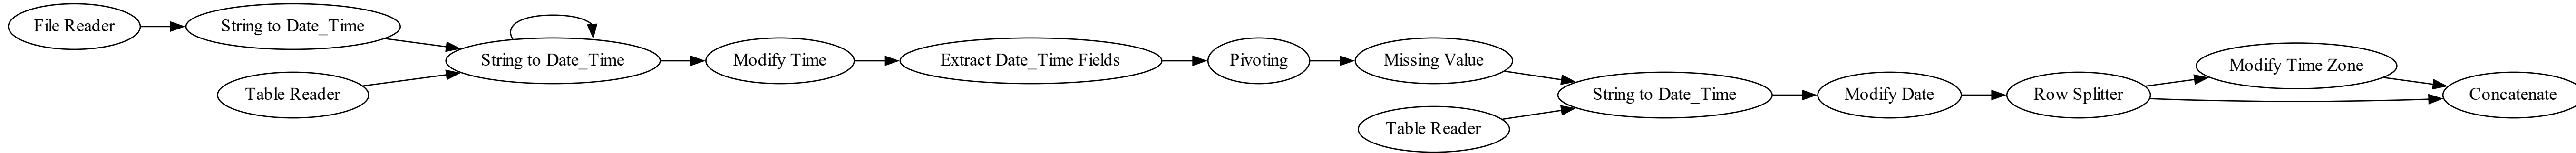 File Reader
String to Date_Time
Table Reader
String to Date_Time
Modify Time
Extract Date_Time Fields
Pivoting
Missing Value
Table Reader
String to Date_Time
Modify Date
Row Splitter
Modify Time Zone
Concatenate